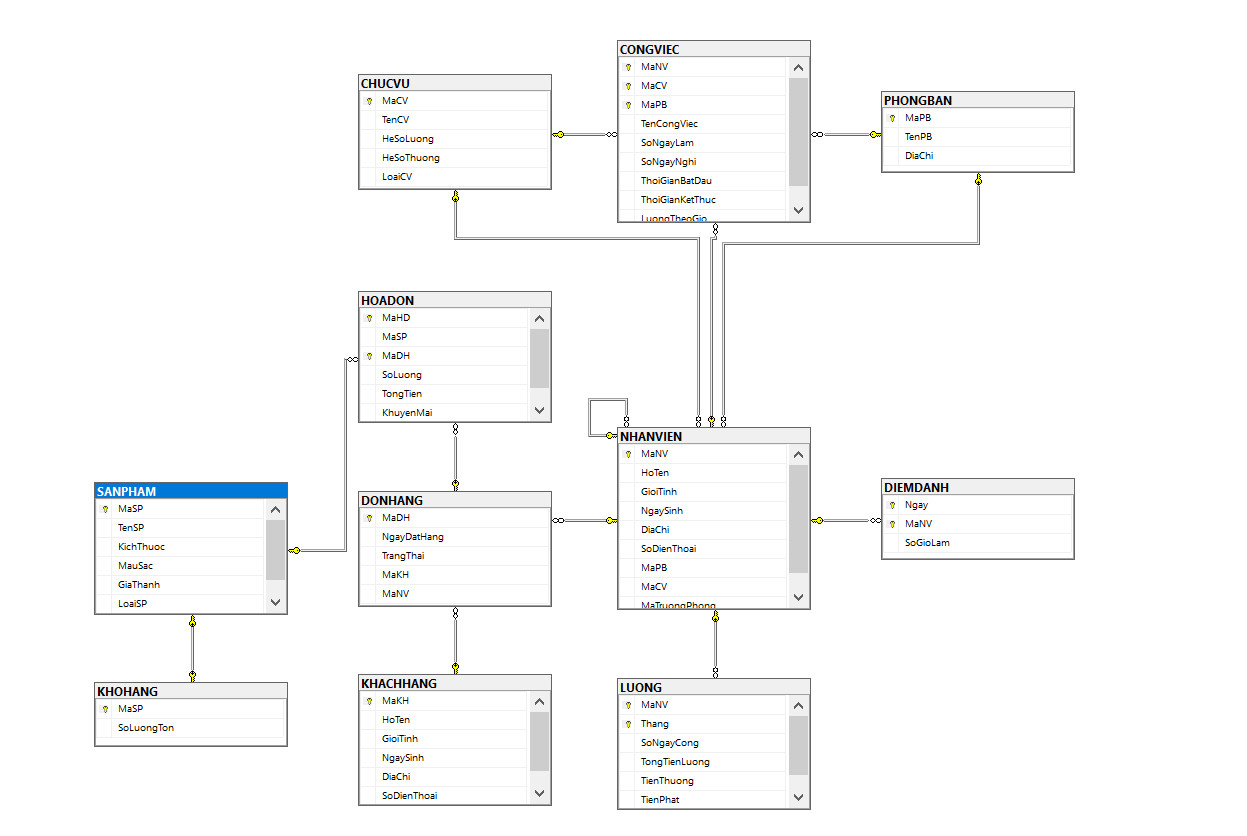 CONGVIEC
MaNV
MaCV
MaPB
TenCongViec
SoNgayLam
SoNgayNghi
ThoiGianBatDau
ThoiGianKetThuc
LuongTheoGio
CHUCVU
MaCV
TenCV
HeSoLuong
HeSoThuong
LoaiCV
PHONGBAN
MaPB
TenPB
DiaChi
HOADON
MaHD
MaSP
MaDH
SoLuong
TongTien
KhuyenMai
NHANVIEN
MaNV
HoTen
GioiTinh
NgaySinh
DiaChi
SoDienThoai
MaPB
MaCV
MaTruongPhong
SANPHAM
MaSP
TenSP
KichThuoc
MauSac
GiaThanh
LoaiSP
DONHANG
MaDH
NgayDatHang
TrangThai
MaKH
MaNV
DIEMDANH
Ngay
MaNV
SoGioLam
KHOHANG
MaSP
SoLuongTon
KHACHHANG
MaKH
HoTen
GioiTinh
NgaySinh
DiaChi
SoDienThoai
LUONG
MaNV
Thang
SoNgayCong
TongTienLuong
TienThuong
TienPhat